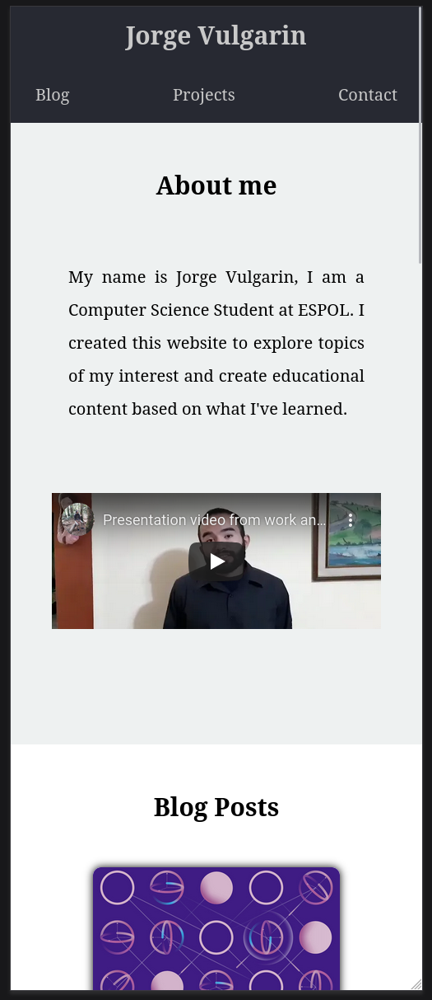 Jorge Vulgarin
Blog Projects Contact
About me
My name is Jorge Vulgarin, I am a
Computer Science Student at ESPOL. I
created this website to explore topics
of my interest and create educational
content based on what I've learned.
Presentation video from work an...
Blog Posts